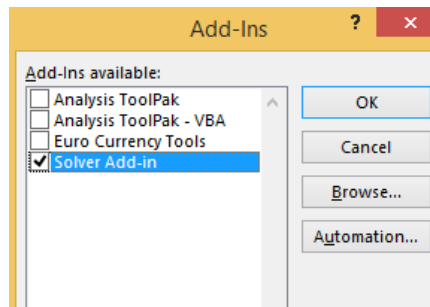 Add-Ins ? ×
Add-Ins available:
Analysis ToolPak
Analysis ToolPak - VBA
Euro Currency Tools
Solver Add-in
OK
Cancel
Browse...
Automation...